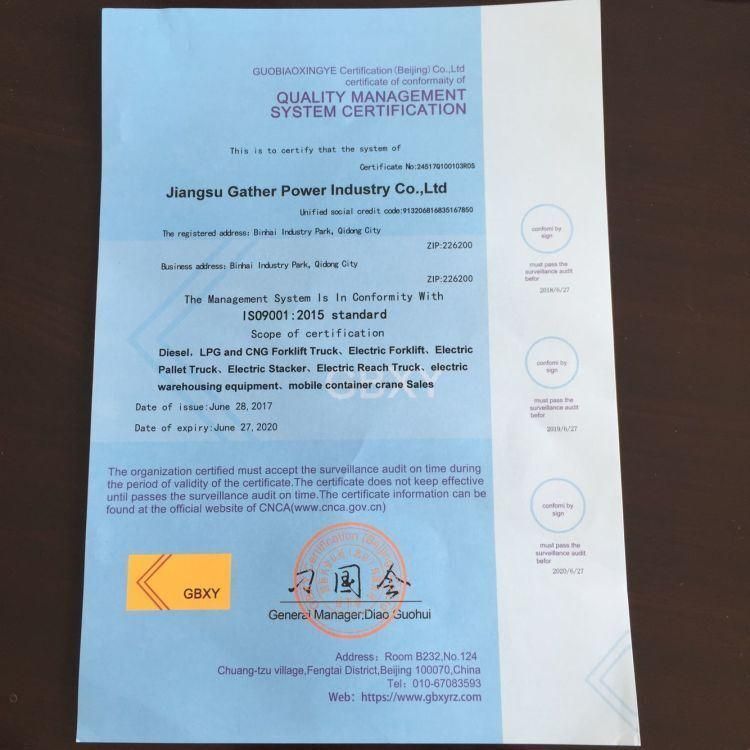 GUOBIAOXINGYE Certification (Beijing) Co.,Ltd
certificate of conformaity of
QUALITY MANAGEMENT
SYSTEM CERTIFICATION
This is to certify that the system of
Certificate No:24517Q100103R0S
Jiangsu Gather Power Industry Co.,Ltd
Unified social credit code:913206816835167850
The registered address: Binhai Industry Park, Qidong City
ZIP:226200
Business address: Binhai Industry Park, Qidong City
ZIP:226200
The Management System Is In Conformity With
ISO9001:2015 standard
Scope of certification
Diesel, LPG and CNG Forklift Truck、Electric Forklift、Electric
Pallet Truck、Electric Stacker、Electric Reach Truck、electric
warehousing equipment、mobile container crane Sales
GBXY
Date of issue:June 28, 2017
Date of expiry:June 27, 2020
The organization certified must accept the surveillance audit on time during
the period of validity of the certificate.The certificate does not keep effective
until passes the surveillance audit on time.The certificate information can be
found at the official website of CNCA(www.cnca.gov.cn)
GBXY
刁国会
General Manager:Diao Guohui
Address: Room B232,No.124
Chuang-tzu village,Fengtai District,Beijing 100070,China
Tel: 010-67083593
Web: https://www.gbxyrz.com
confomi by
sign
must pass the
surveillance audit
befor
2018/6/27
confomi by
sign
must pass the
surveillance audit
befor
2019/6/27
confomi by
sign
must pass the
surveillance audit
befor
2020/6/27